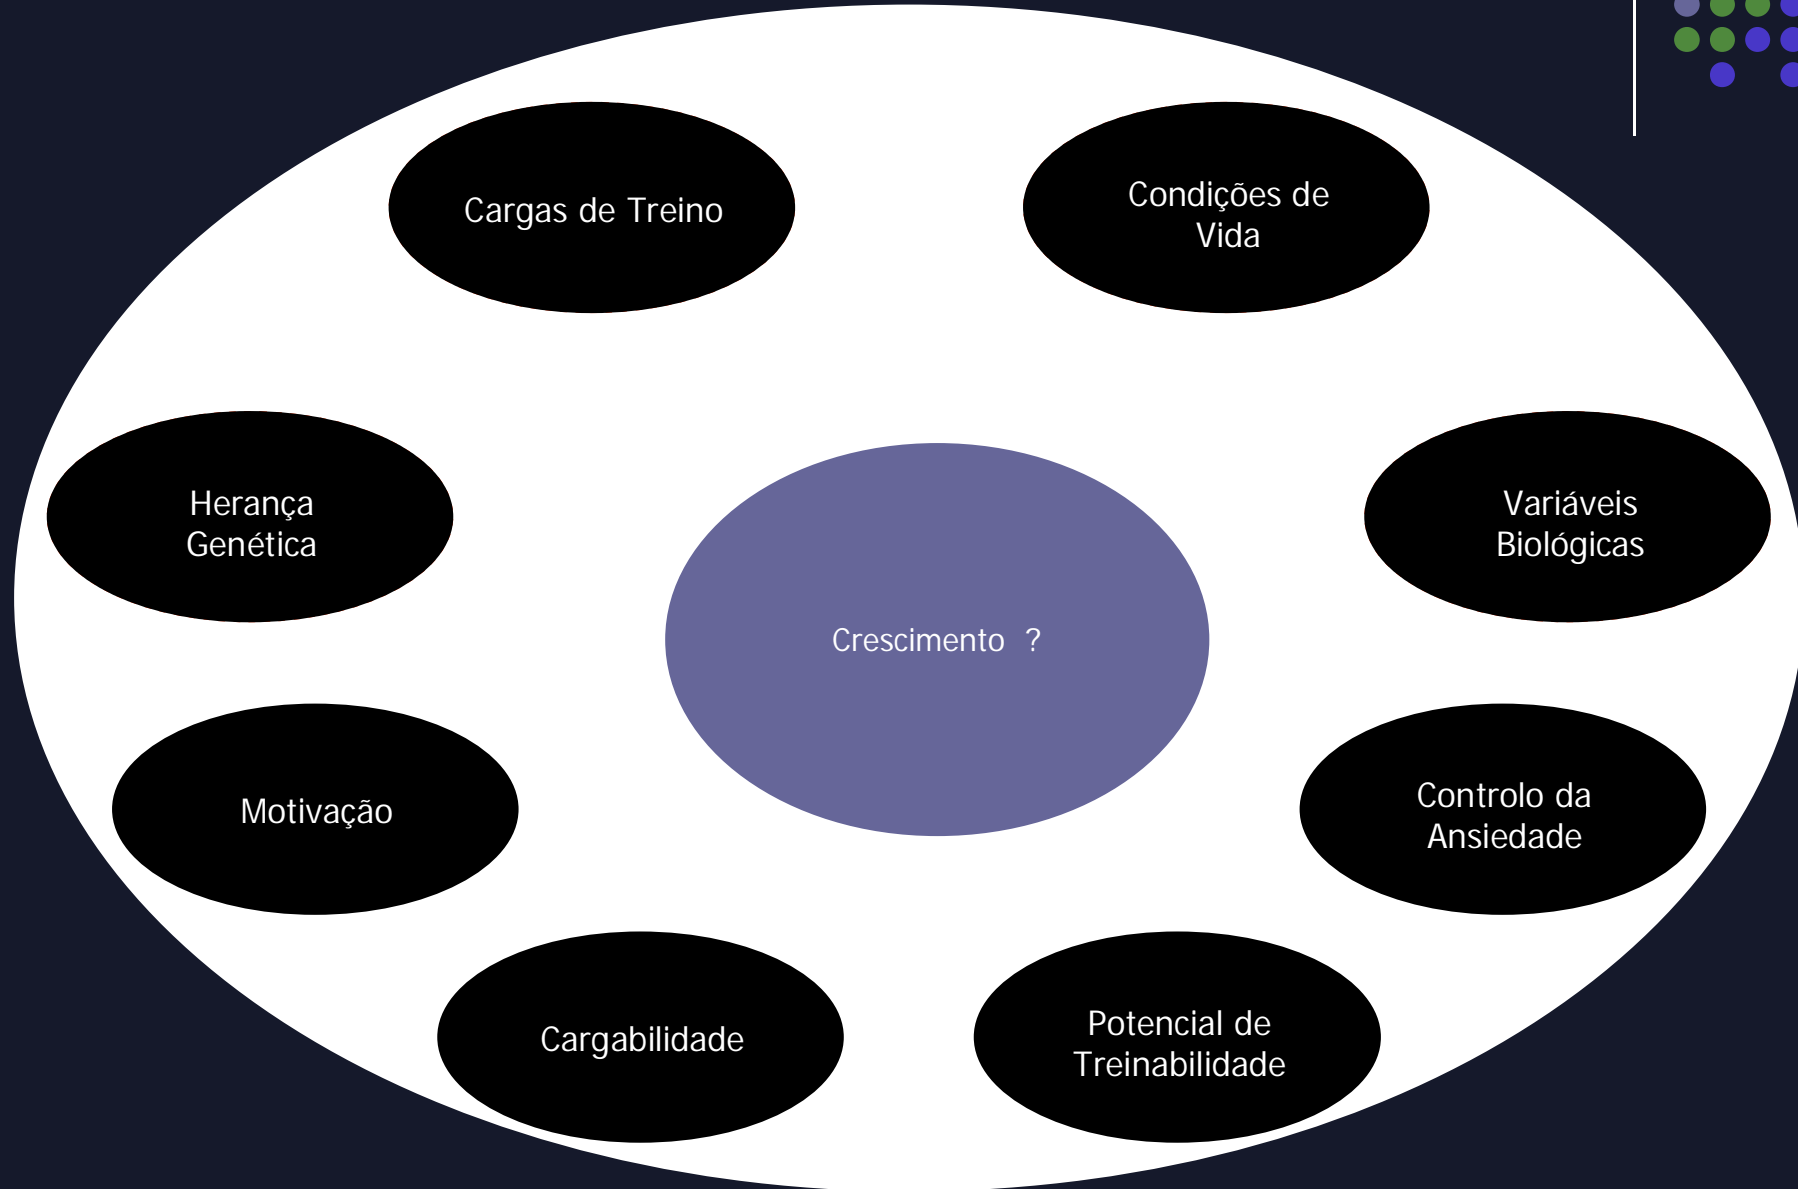 Cargas de Treino
Condições de
Vida
Herança
Genética
Variáveis
Biológicas
Crescimento ?
Motivação
Controlo da
Ansiedade
Cargabilidade
Potencial de
Treinabilidade